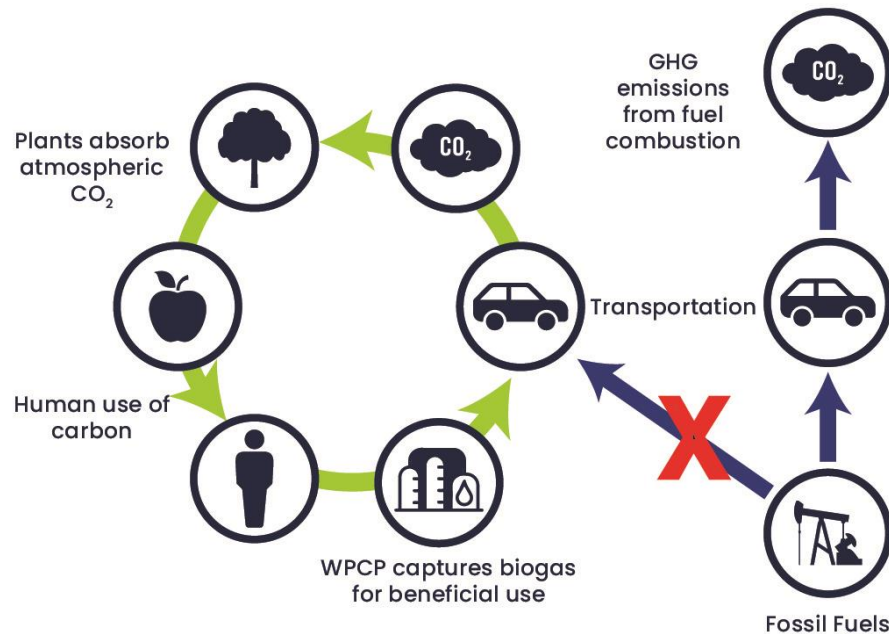 GHG
emissions
from fuel
combustion
CO₂
CO₂
Plants absorb
atmospheric
CO₂
Transportation
Human use of
carbon
X
WPCP captures biogas
for beneficial use
Fossil Fuels